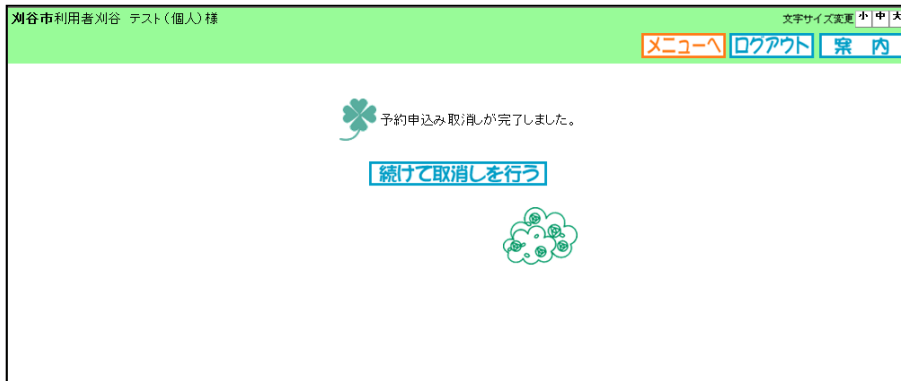 刈谷市利用者刈谷 テスト(個人)様
文字サイズ変更 小 中 大
メニューへ ログアウト 案 内
予約申込み取消しが完了しました。
続けて取消しを行う